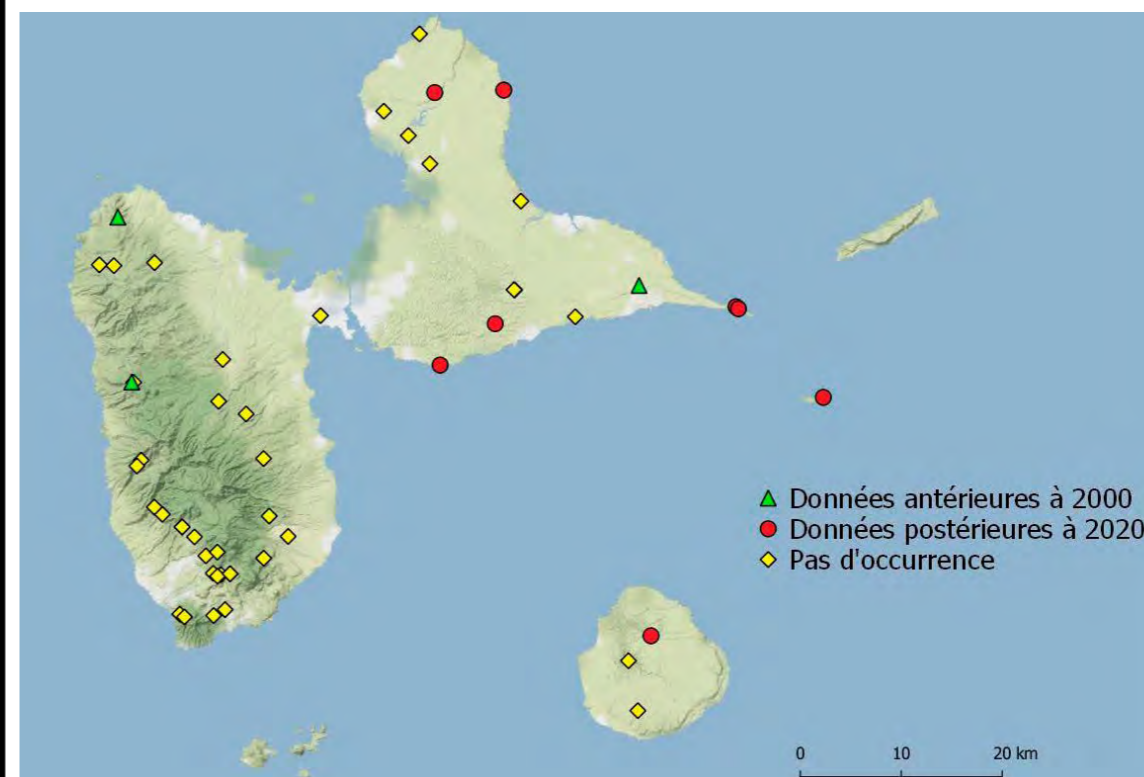 Données antérieures à 2000
Données postérieures à 2020
Pas d'occurrence
0 10 20 km